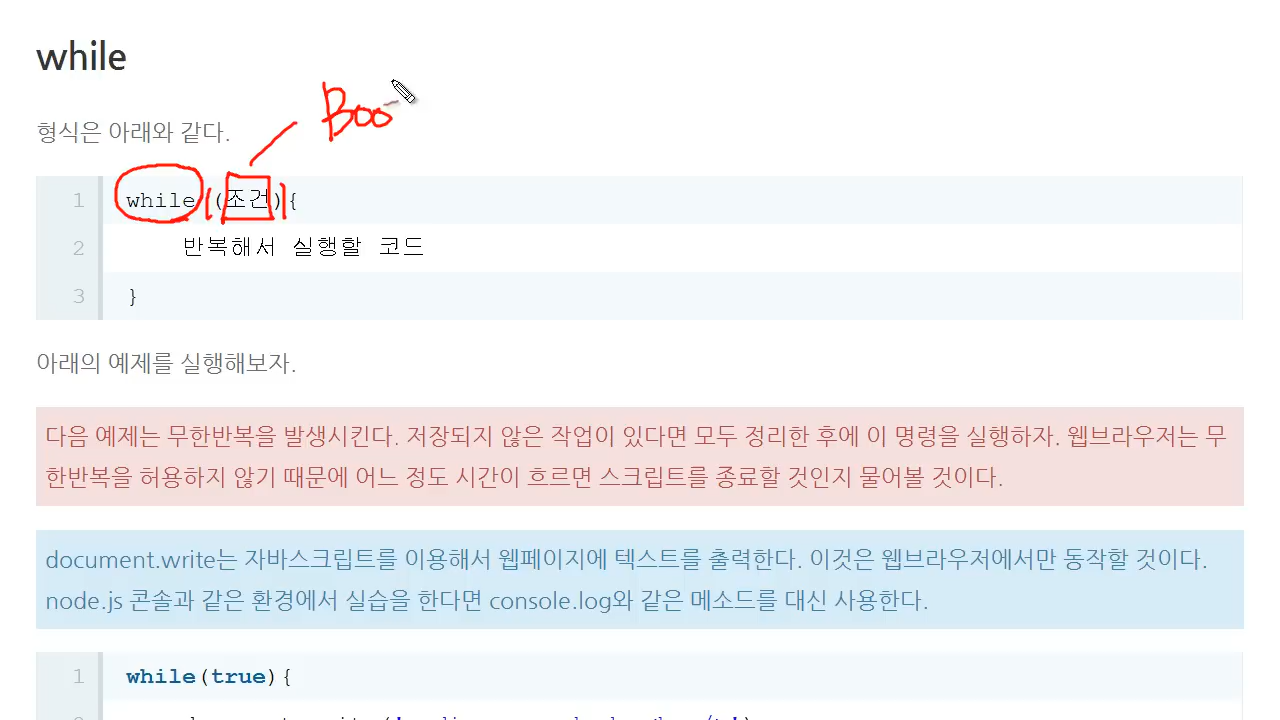 while
Boo
형식은 아래와 같다.
1 while (조건){
2 반복해서 실행할 코드
3 }
아래의 예제를 실행해보자.
다음 예제는 무한반복을 발생시킨다. 저장되지 않은 작업이 있다면 모두 정리한 후에 이 명령을 실행하자. 웹브라우저는 무
한반복을 허용하지 않기 때문에 어느 정도 시간이 흐르면 스크립트를 종료할 것인지 물어볼 것이다.
document.write는 자바스크립트를 이용해서 웹페이지에 텍스트를 출력한다. 이것은 웹브라우저에서만 동작할 것이다.
node.js 콘솔과 같은 환경에서 실습을 한다면 console.log와 같은 메소드를 대신 사용한다.
1 while(true){